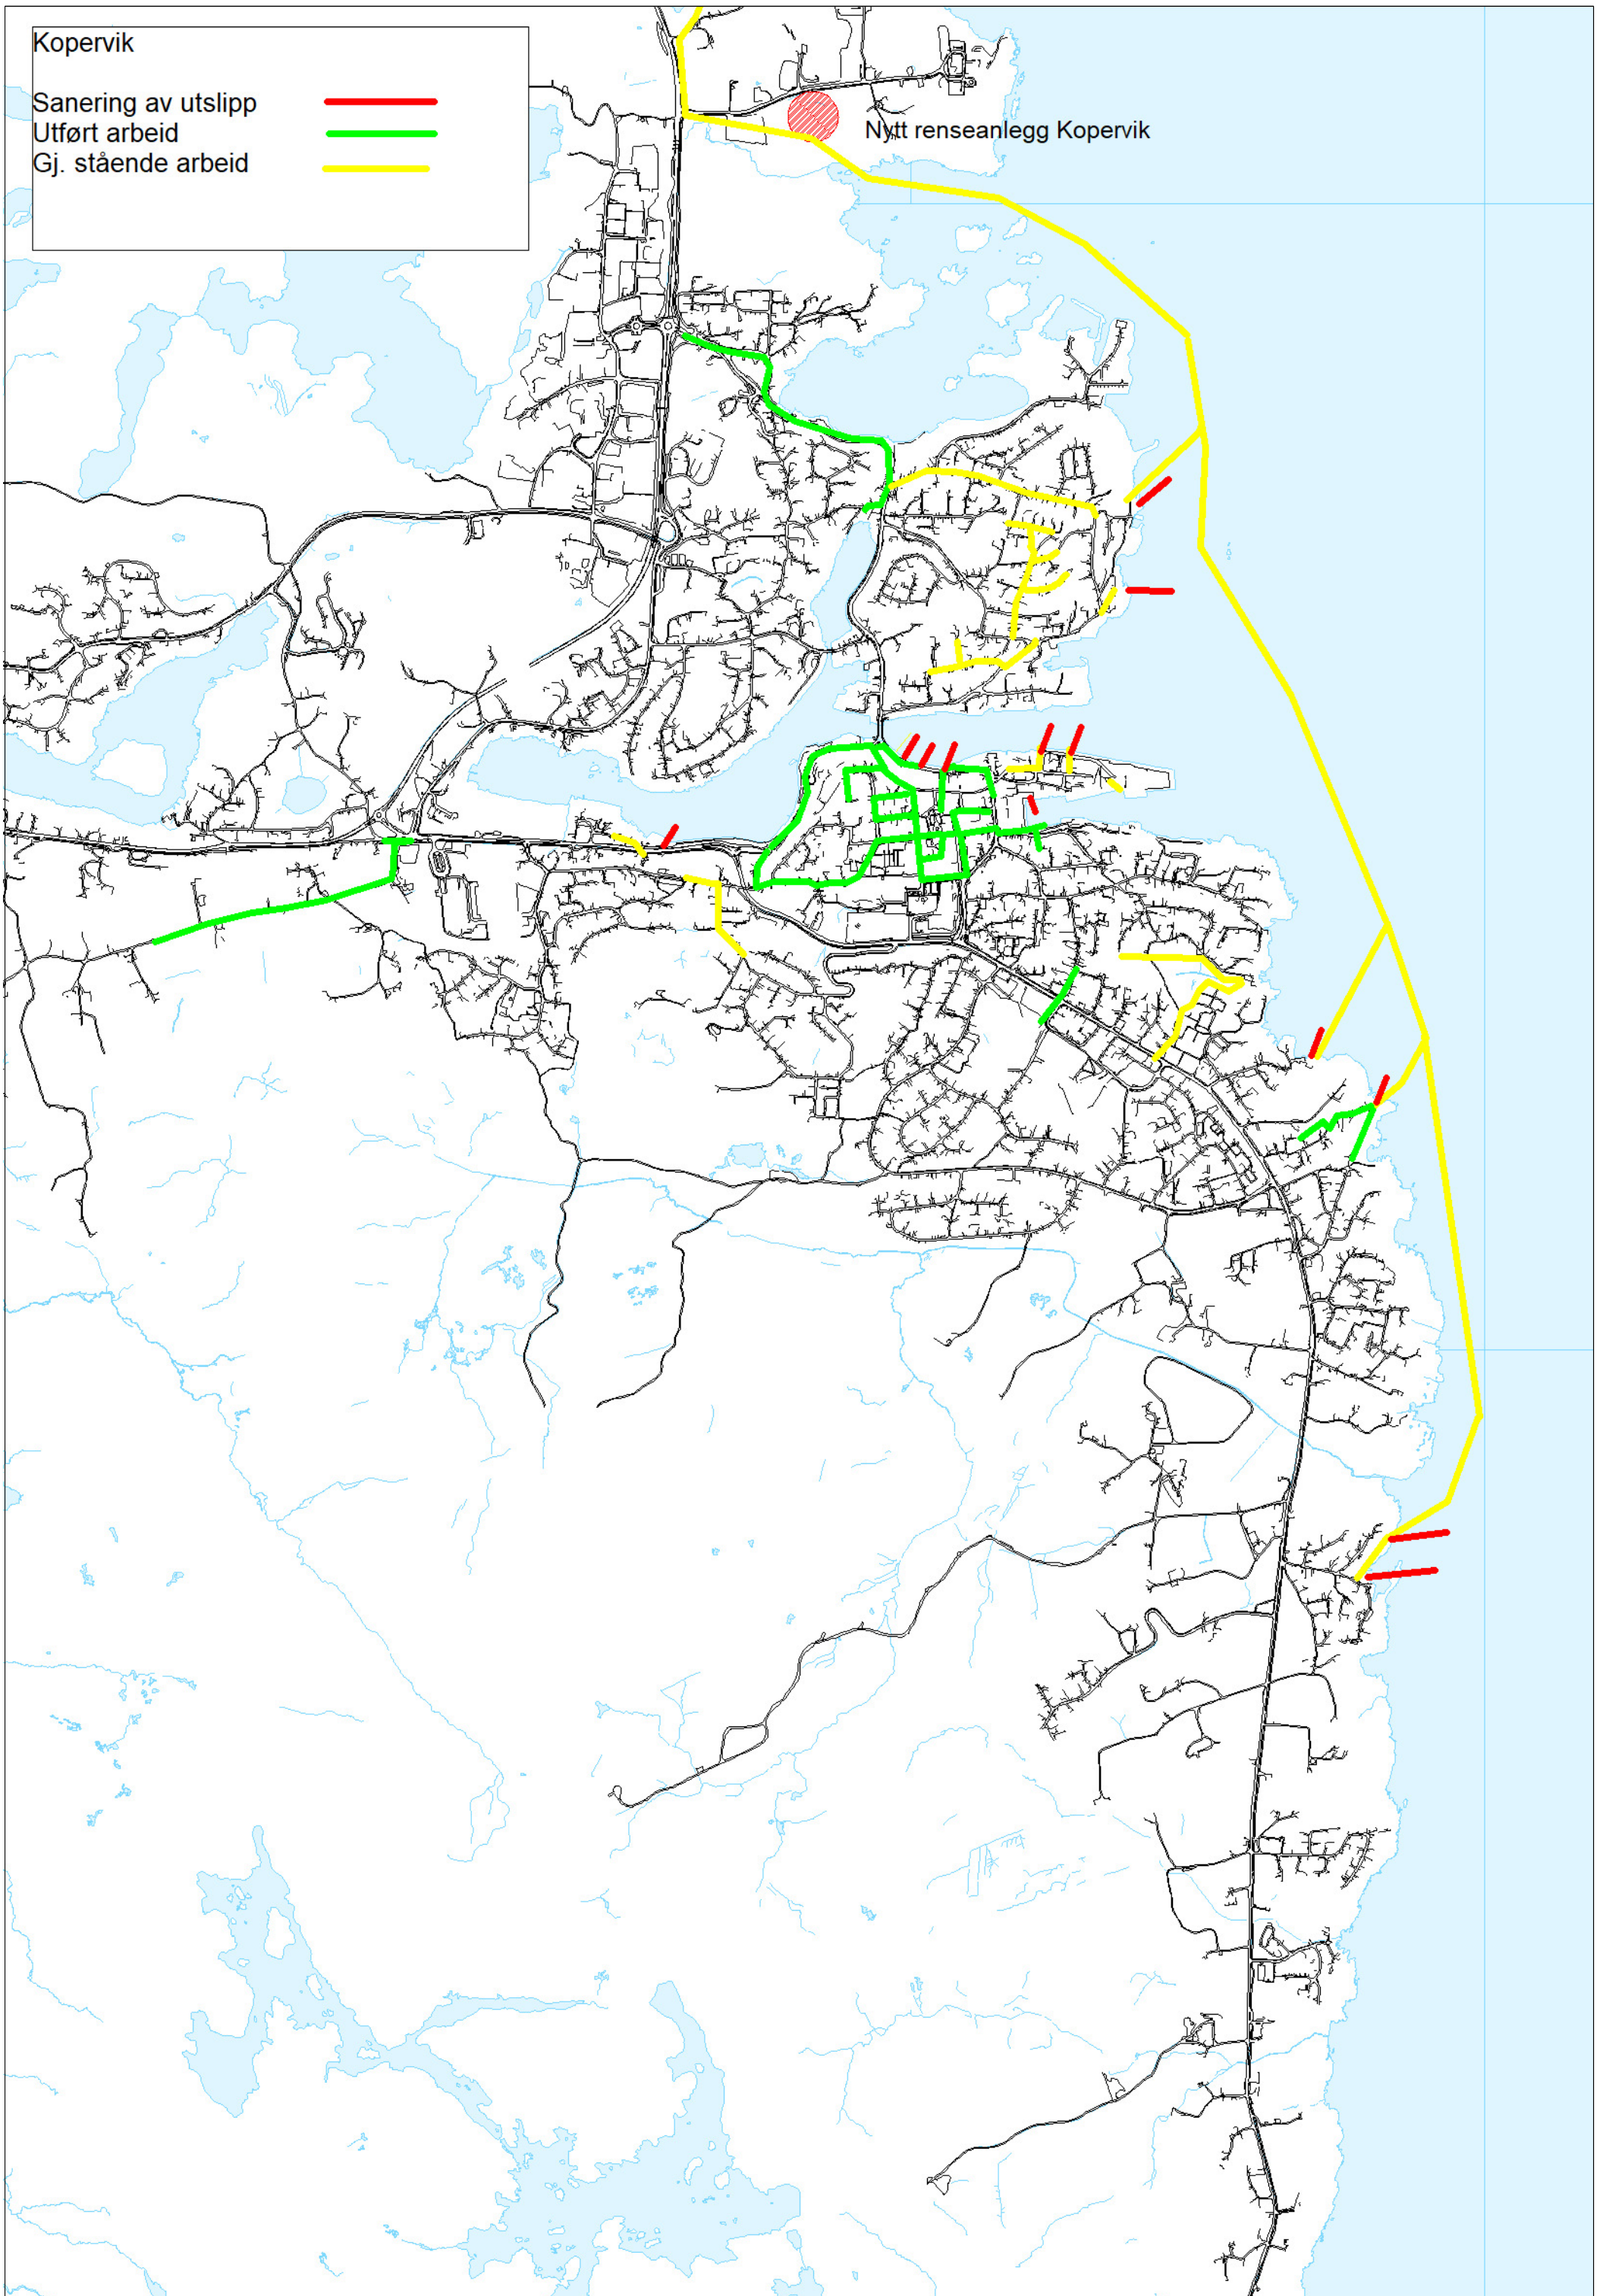 Kopervik
Sanering av utslipp
Utført arbeid
Gj. stående arbeid
Nytt renseanlegg Kopervik